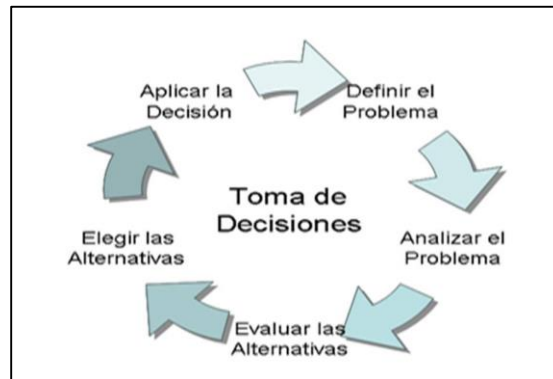 Aplicar la
Decisión
Definir el
Problema
Toma de
Decisiones
Analizar el
Problema
Evaluar las
Alternativas
Elegir las
Alternativas